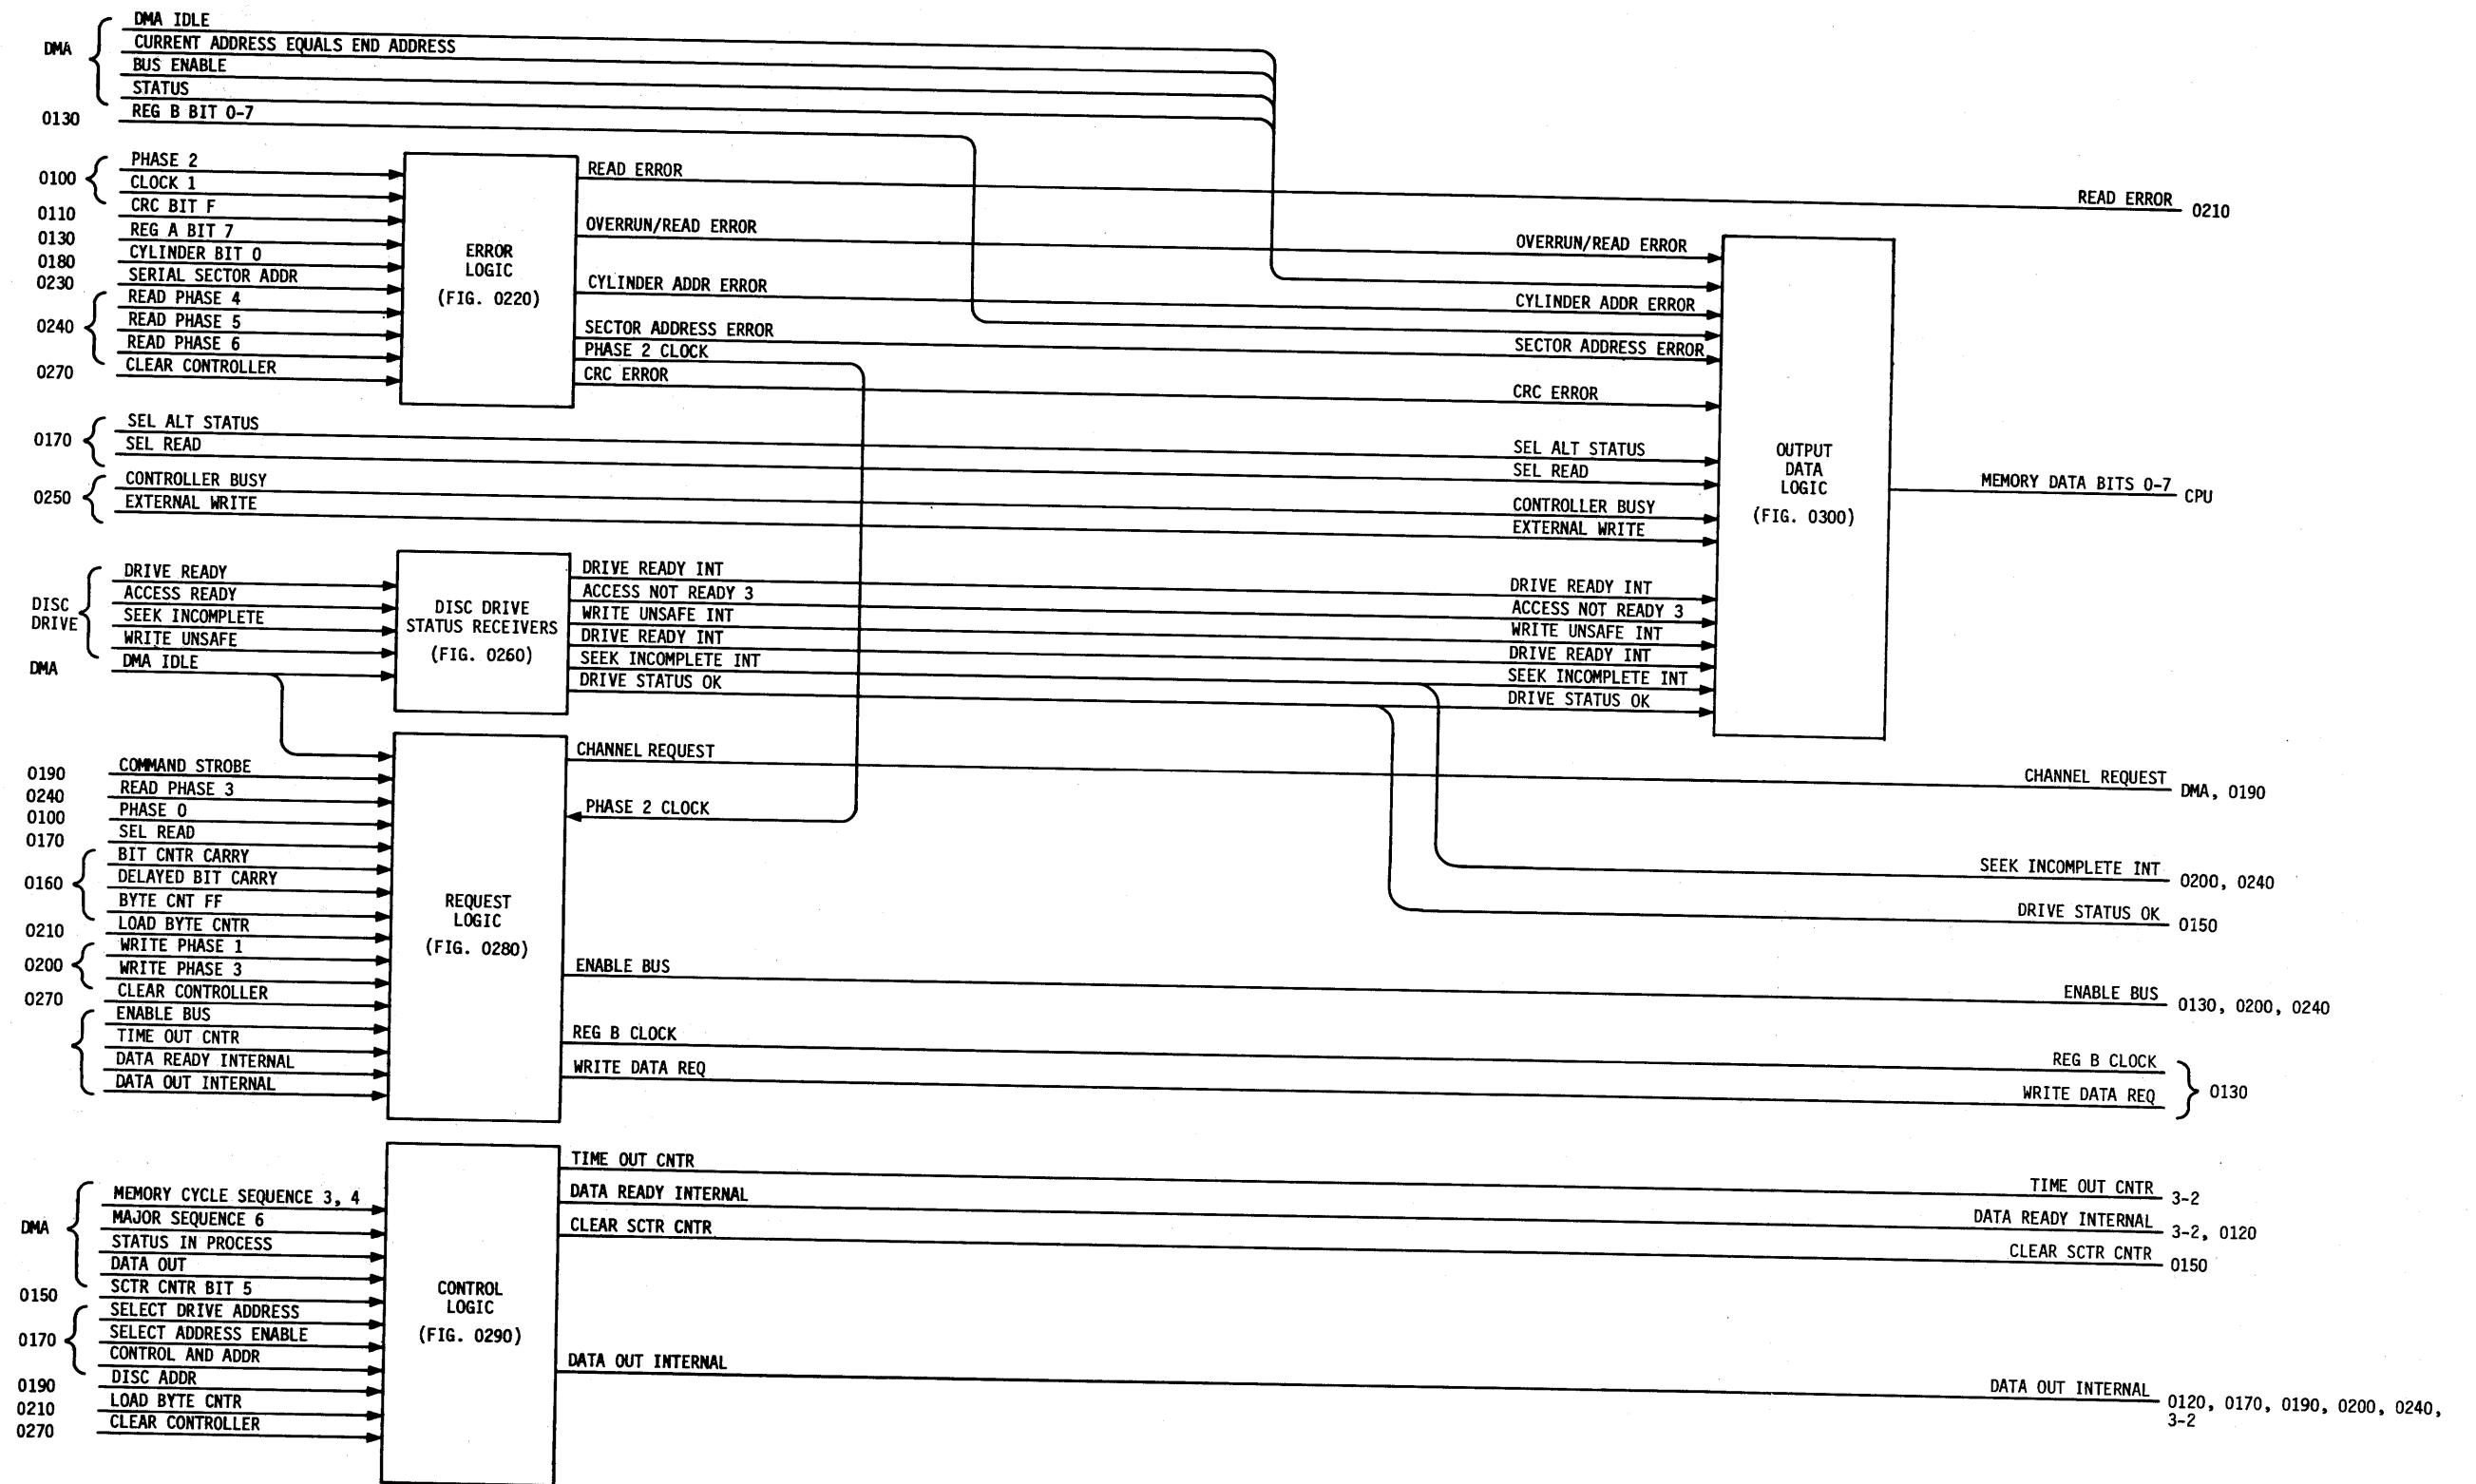 DMA
DMA IDLE
CURRENT ADDRESS EQUALS END ADDRESS
BUS ENABLE
STATUS
0130
REG B BIT 0-7
0100
PHASE 2
CLOCK 1
0110
CRC BIT F
0130
REG A BIT 7
0180
CYLINDER BIT 0
0230
SERIAL SECTOR ADDR
0240
READ PHASE 4
READ PHASE 5
READ PHASE 6
0270
CLEAR CONTROLLER
ERROR
LOGIC
(FIG. 0220)
READ ERROR
OVERRUN/READ ERROR
CYLINDER ADDR ERROR
SECTOR ADDRESS ERROR
PHASE 2 CLOCK
CRC ERROR
READ ERROR
0210
OVERRUN/READ ERROR
CYLINDER ADDR ERROR
SECTOR ADDRESS ERROR
CRC ERROR
0170
SEL ALT STATUS
SEL READ
0250
CONTROLLER BUSY
EXTERNAL WRITE
SEL ALT STATUS
SEL READ
CONTROLLER BUSY
EXTERNAL WRITE
OUTPUT
DATA
LOGIC
(FIG. 0300)
MEMORY DATA BITS 0-7
CPU
DISC
DRIVE
DRIVE READY
ACCESS READY
SEEK INCOMPLETE
WRITE UNSAFE
DMA
DMA IDLE
DISC DRIVE
STATUS RECEIVERS
(FIG. 0260)
DRIVE READY INT
ACCESS NOT READY 3
WRITE UNSAFE INT
DRIVE READY INT
SEEK INCOMPLETE INT
DRIVE STATUS OK
DRIVE READY INT
ACCESS NOT READY 3
WRITE UNSAFE INT
DRIVE READY INT
SEEK INCOMPLETE INT
DRIVE STATUS OK
0190
COMMAND STROBE
0240
READ PHASE 3
0100
PHASE 0
0170
SEL READ
0160
BIT CNTR CARRY
DELAYED BIT CARRY
BYTE CNT FF
0210
LOAD BYTE CNTR
0200
WRITE PHASE 1
WRITE PHASE 3
0270
CLEAR CONTROLLER
ENABLE BUS
TIME OUT CNTR
DATA READY INTERNAL
DATA OUT INTERNAL
REQUEST
LOGIC
(FIG. 0280)
CHANNEL REQUEST
PHASE 2 CLOCK
ENABLE BUS
REG B CLOCK
WRITE DATA REQ
CHANNEL REQUEST
DMA, 0190
SEEK INCOMPLETE INT
0200, 0240
DRIVE STATUS OK
0150
ENABLE BUS
0130, 0200, 0240
REG B CLOCK
WRITE DATA REQ
0130
DMA
MEMORY CYCLE SEQUENCE 3, 4
MAJOR SEQUENCE 6
STATUS IN PROCESS
DATA OUT
0150
SCTR CNTR BIT 5
0170
SELECT DRIVE ADDRESS
SELECT ADDRESS ENABLE
CONTROL AND ADDR
0190
DISC ADDR
0210
LOAD BYTE CNTR
0270
CLEAR CONTROLLER
CONTROL
LOGIC
(FIG. 0290)
TIME OUT CNTR
DATA READY INTERNAL
CLEAR SCTR CNTR
DATA OUT INTERNAL
TIME OUT CNTR
3-2
DATA READY INTERNAL
3-2, 0120
CLEAR SCTR CNTR
0150
DATA OUT INTERNAL
0120, 0170, 0190, 0200, 0240,
3-2